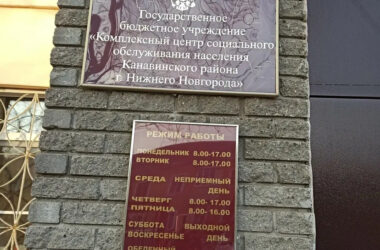 Государственное
бюджетное учреждение
«Комплексный центр социального
обслуживания населения
Канавинского района
г. Нижнего Новгорода»
РЕЖИМ РАБОТЫ
ПОНЕДЕЛЬНИК 8.00-17.00
ВТОРНИК 8.00-17.00
СРЕДА НЕПРИЕМНЫЙ
ДЕНЬ
ЧЕТВЕРГ 8.00- 17.00
ПЯТНИЦА 8.00- 16.00
СУББОТА ВЫХОДНОЙ
ВОСКРЕСЕНЬЕ ДЕНЬ
ОБЕДЕННЫЙ